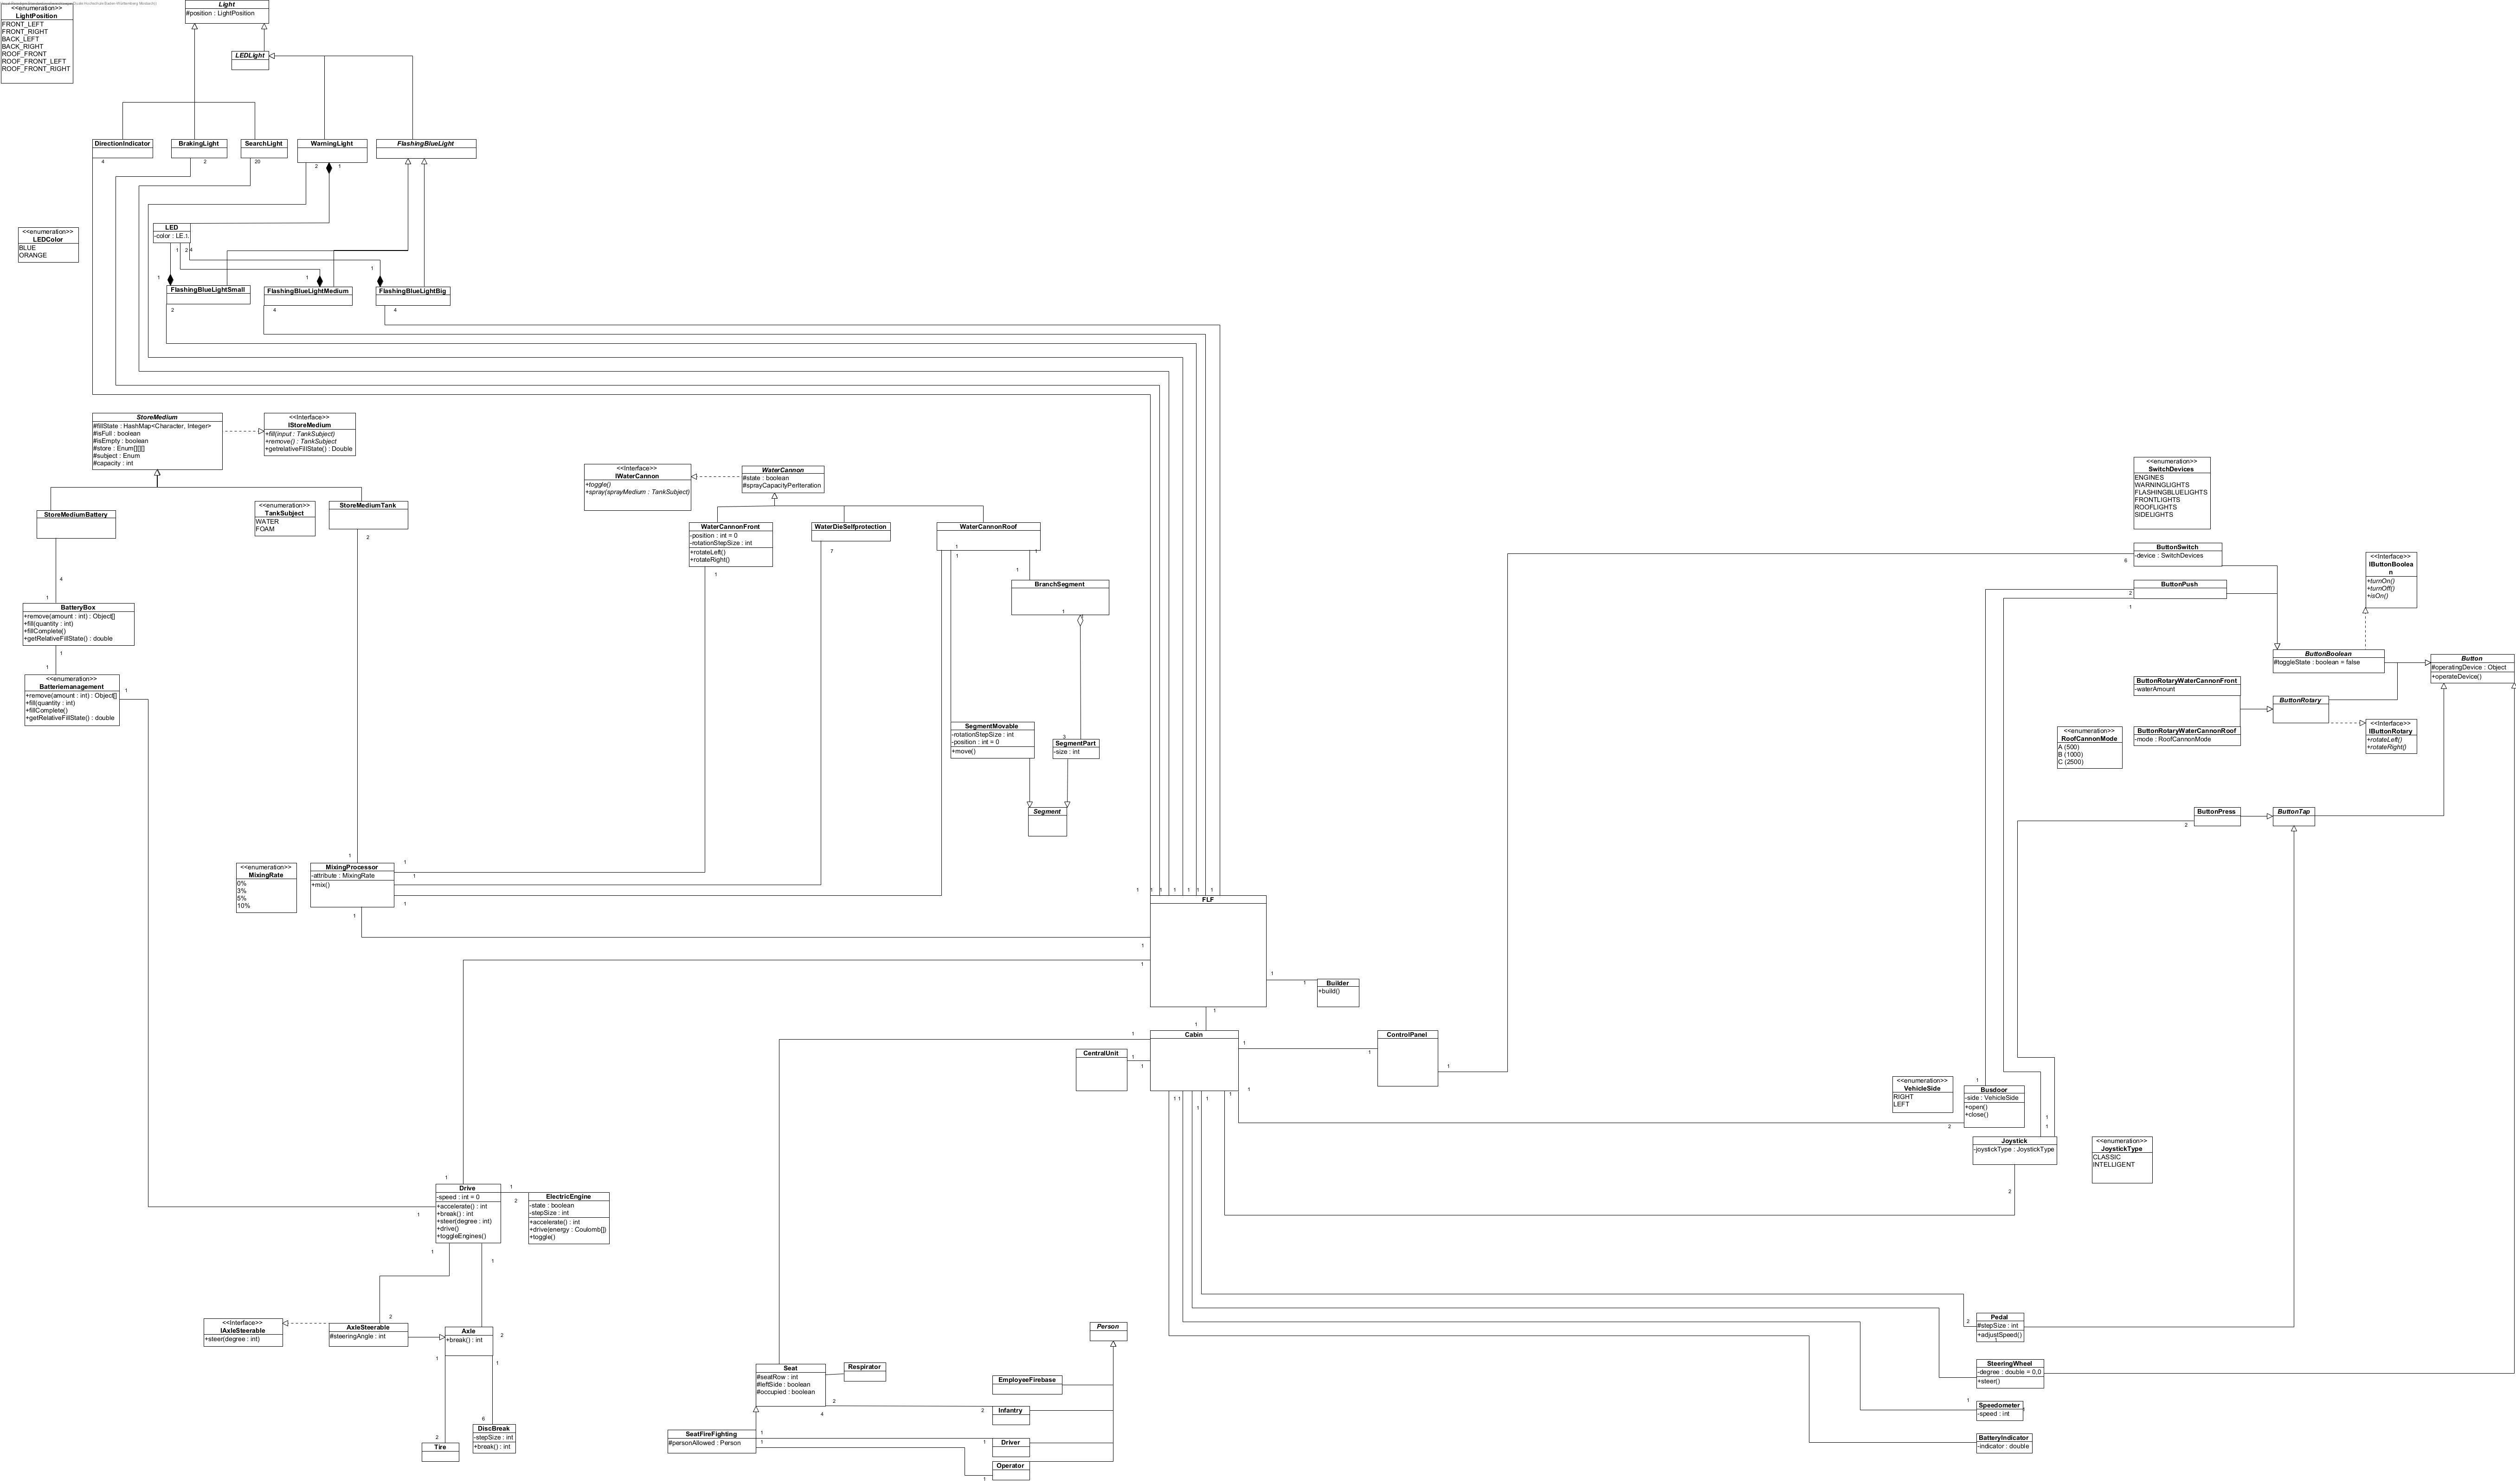 <<enumeration>>
LightPosition
FRONT_LEFT
FRONT_RIGHT
BACK_LEFT
BACK_RIGHT
ROOF_FRONT
ROOF_FRONT_LEFT
ROOF_FRONT_RIGHT
Light
#position : LightPosition
LEDLight
DirectionIndicator
4
BrakingLight
2
SearchLight
20
WarningLight
2
1
FlashingBlueLight
<<enumeration>>
LEDColor
BLUE
ORANGE
LED
-color : LE.1.
1
2
4
1
1
1
FlashingBlueLightSmall
2
FlashingBlueLightMedium
4
FlashingBlueLightBig
4
StoreMedium
#fillState : HashMap<Character, Integer>
#isFull : boolean
#isEmpty : boolean
#store : Enum[][][]
#subject : Enum
#capacity : int
<<Interface>>
IStoreMedium
+fill(input : TankSubject)
+remove() : TankSubject
+getrelativeFillState() : Double
StoreMediumBattery
<<enumeration>>
TankSubject
WATER
FOAM
StoreMediumTank
2
4
1
BatteryBox
+remove(amount : int) : Object[]
+fill(quantity : int)
+fillComplete()
+getRelativeFillState() : double
1
1
<<enumeration>>
Batteriemanagement
+remove(amount : int) : Object[]
+fill(quantity : int)
+fillComplete()
+getRelativeFillState() : double
1
<<Interface>>
IWaterCannon
+toggle()
+spray(sprayMedium : TankSubject)
WaterCannon
#state : boolean
#sprayCapacityPerIteration
WaterCannonFront
-position : int = 0
-rotationStepSize : int
+rotateLeft()
+rotateRight()
1
WaterDieSelfprotection
7
WaterCannonRoof
1
1
1
1
BranchSegment
1
SegmentMovable
-rotationStepSize : int
-position : int = 0
+move()
3
SegmentPart
-size : int
Segment
<<enumeration>>
MixingRate
0%
3%
5%
10%
1
MixingProcessor
-attribute : MixingRate
+mix()
1
1
1
1
<<enumeration>>
SwitchDevices
ENGINES
WARNINGLIGHTS
FLASHINGBLUELIGHTS
FRONTLIGHTS
ROOFLIGHTS
SIDELIGHTS
ButtonSwitch
-device : SwitchDevices
6
ButtonPush
2
1
<<Interface>>
IButtonBoolea
n
+turnOn()
+turnOff()
+isOn()
ButtonBoolean
#toggleState : boolean = false
Button
#operatingDevice : Object
+operateDevice()
ButtonRotaryWaterCannonFront
-waterAmount
ButtonRotary
<<Interface>>
IButtonRotary
+rotateLeft()
+rotateRight()
<<enumeration>>
RoofCannonMode
A (500)
B (1000)
C (2500)
ButtonRotaryWaterCannonRoof
-mode : RoofCannonMode
ButtonPress
2
ButtonTap
1
1
1
1
1
1
1
FLF
1
1
1
1
Builder
+build()
1
1
1
CentralUnit
1
1
Cabin
1
1
ControlPanel
1
1
1
1
1
1
1
1
<<enumeration>>
VehicleSide
RIGHT
LEFT
1
Busdoor
-side : VehicleSide
+open()
+close()
2
1
1
Joystick
-joystickType : JoystickType
2
<<enumeration>>
JoystickType
CLASSIC
INTELLIGENT
1
Drive
-speed : int = 0
+accelerate() : int
+break() : int
+steer(degree : int)
+drive()
+toggleEngines()
1
1
2
ElectricEngine
-state : boolean
-stepSize : int
+accelerate() : int
+drive(energy : Coulomb[])
+toggle()
1
1
<<Interface>>
IAxleSteerable
+steer(degree : int)
2
AxleSteerable
#steeringAngle : int
Axle
+break() : int
2
1
1
2
Tire
6
DiscBreak
-stepSize : int
+break() : int
Seat
#seatRow : int
#leftSide : boolean
#occupied : boolean
2
4
Respirator
SeatFireFighting
#personAllowed : Person
1
1
Person
EmployeeFirebase
2
Infantry
1
Driver
1
Operator
2
Pedal
#stepSize : int
+adjustSpeed()
1
SteeringWheel
-degree : double = 0,0
+steer()
1
Speedometer
-speed : int
BatteryIndicator
-indicator : double